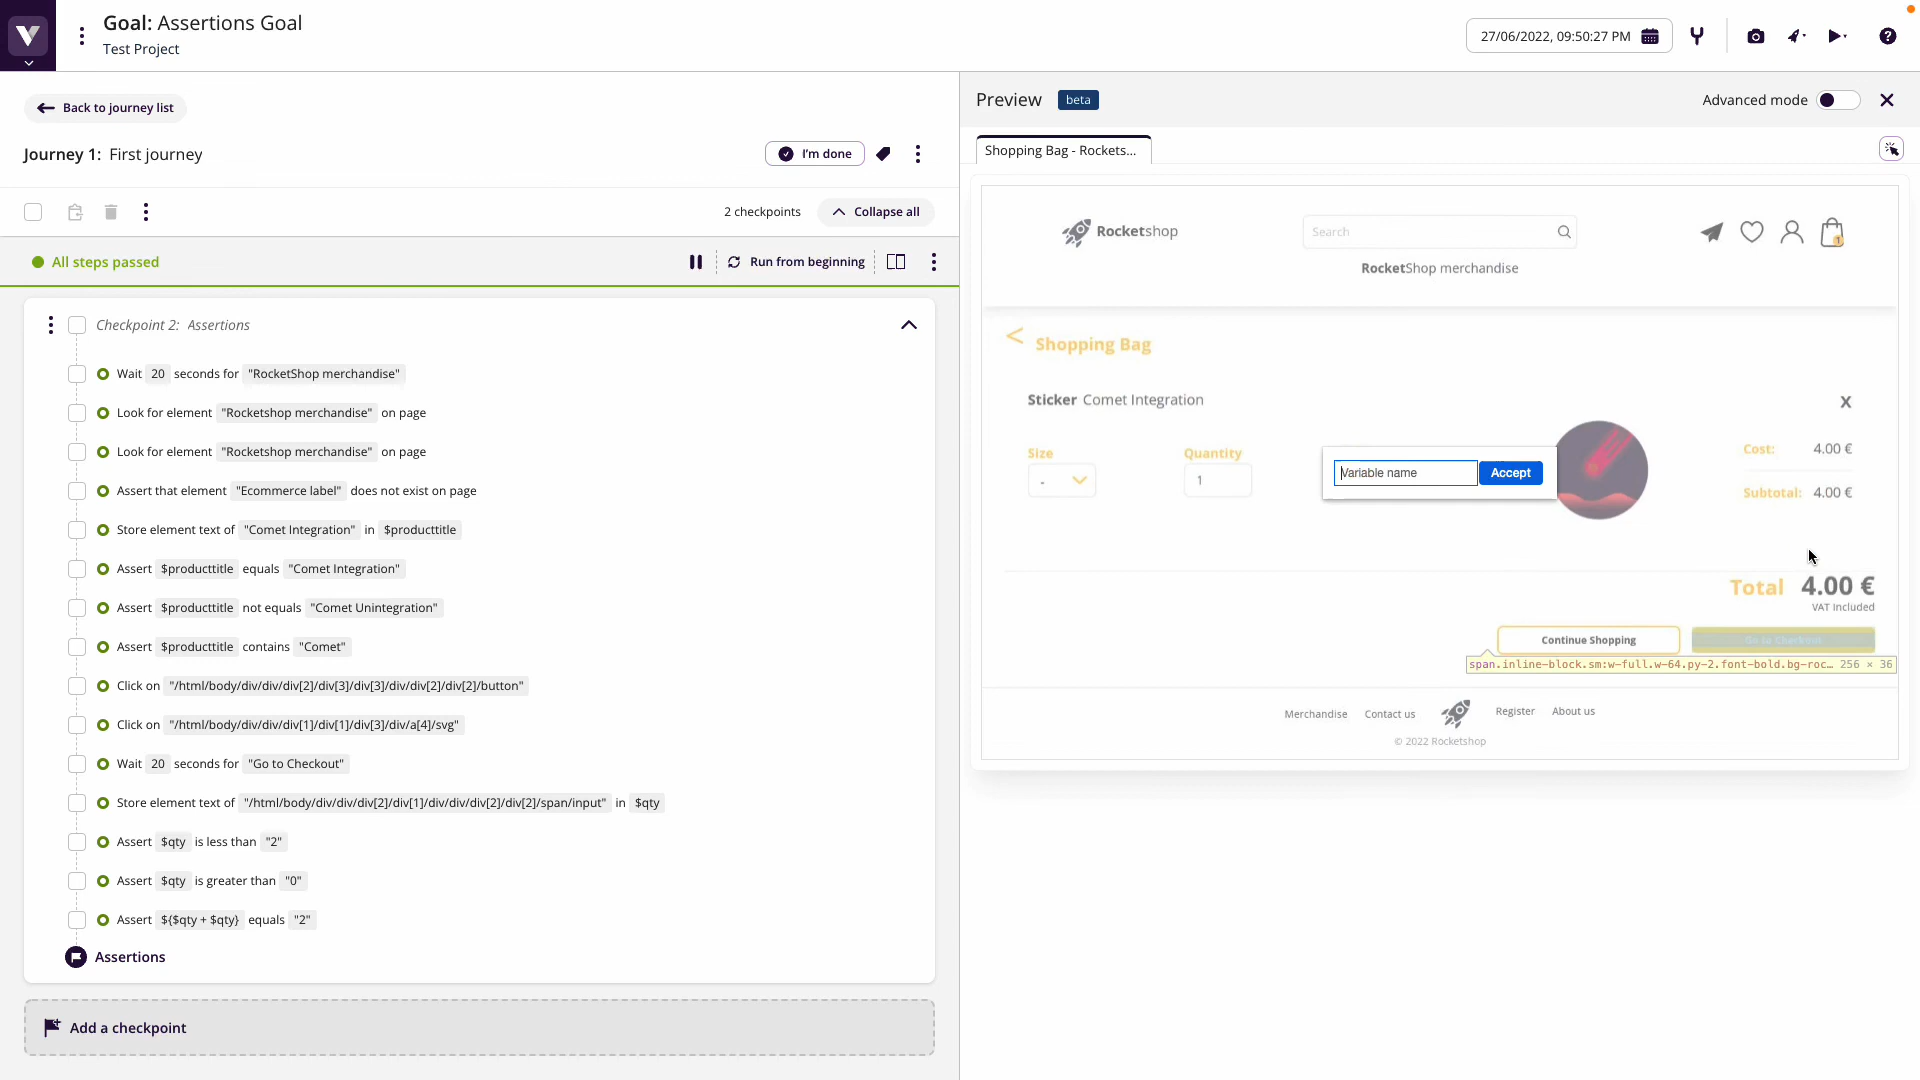 Goal: Assertions Goal
Test Project
27/06/2022, 09:50:27 PM
Back to journey list
Journey 1: First journey
I'm done
2 checkpoints
Collapse all
All steps passed
Run from beginning
Checkpoint 2: Assertions
Wait 20 seconds for "RocketShop merchandise"
Look for element "Rocketshop merchandise" on page
Look for element "Rocketshop merchandise" on page
Assert that element "Ecommerce label" does not exist on page
Store element text of "Comet Integration" in $producttitle
Assert $producttitle equals "Comet Integration"
Assert $producttitle not equals "Comet Unintegration"
Assert $producttitle contains "Comet"
Click on "/html/body/div/div/div[2]/div[3]/div[3]/div/div[2]/div[2]/button"
Click on "/html/body/div/div/div[1]/div[1]/div[3]/div/a[4]/svg"
Wait 20 seconds for "Go to Checkout"
Store element text of "/html/body/div/div/div[2]/div[1]/div/div/div[2]/div[2]/span/input" in $qty
Assert $qty is less than "2"
Assert $qty is greater than "0"
Assert ${$qty + $qty} equals "2"
Assertions
Add a checkpoint
Preview beta
Advanced mode
Shopping Bag - Rockets...
Rocketshop
Search
1
RocketShop merchandise
< Shopping Bag
Sticker Comet Integration
X
Size
-
Quantity
1
Variable name
Accept
Cost: 4.00 €
Subtotal: 4.00 €
Total 4.00 €
VAT Included
Continue Shopping
Go to Checkout
span.inline-block.sm:w-full.w-64.py-2.font-bold.bg-roc… 256 × 36
Merchandise
Contact us
Register
About us
© 2022 Rocketshop